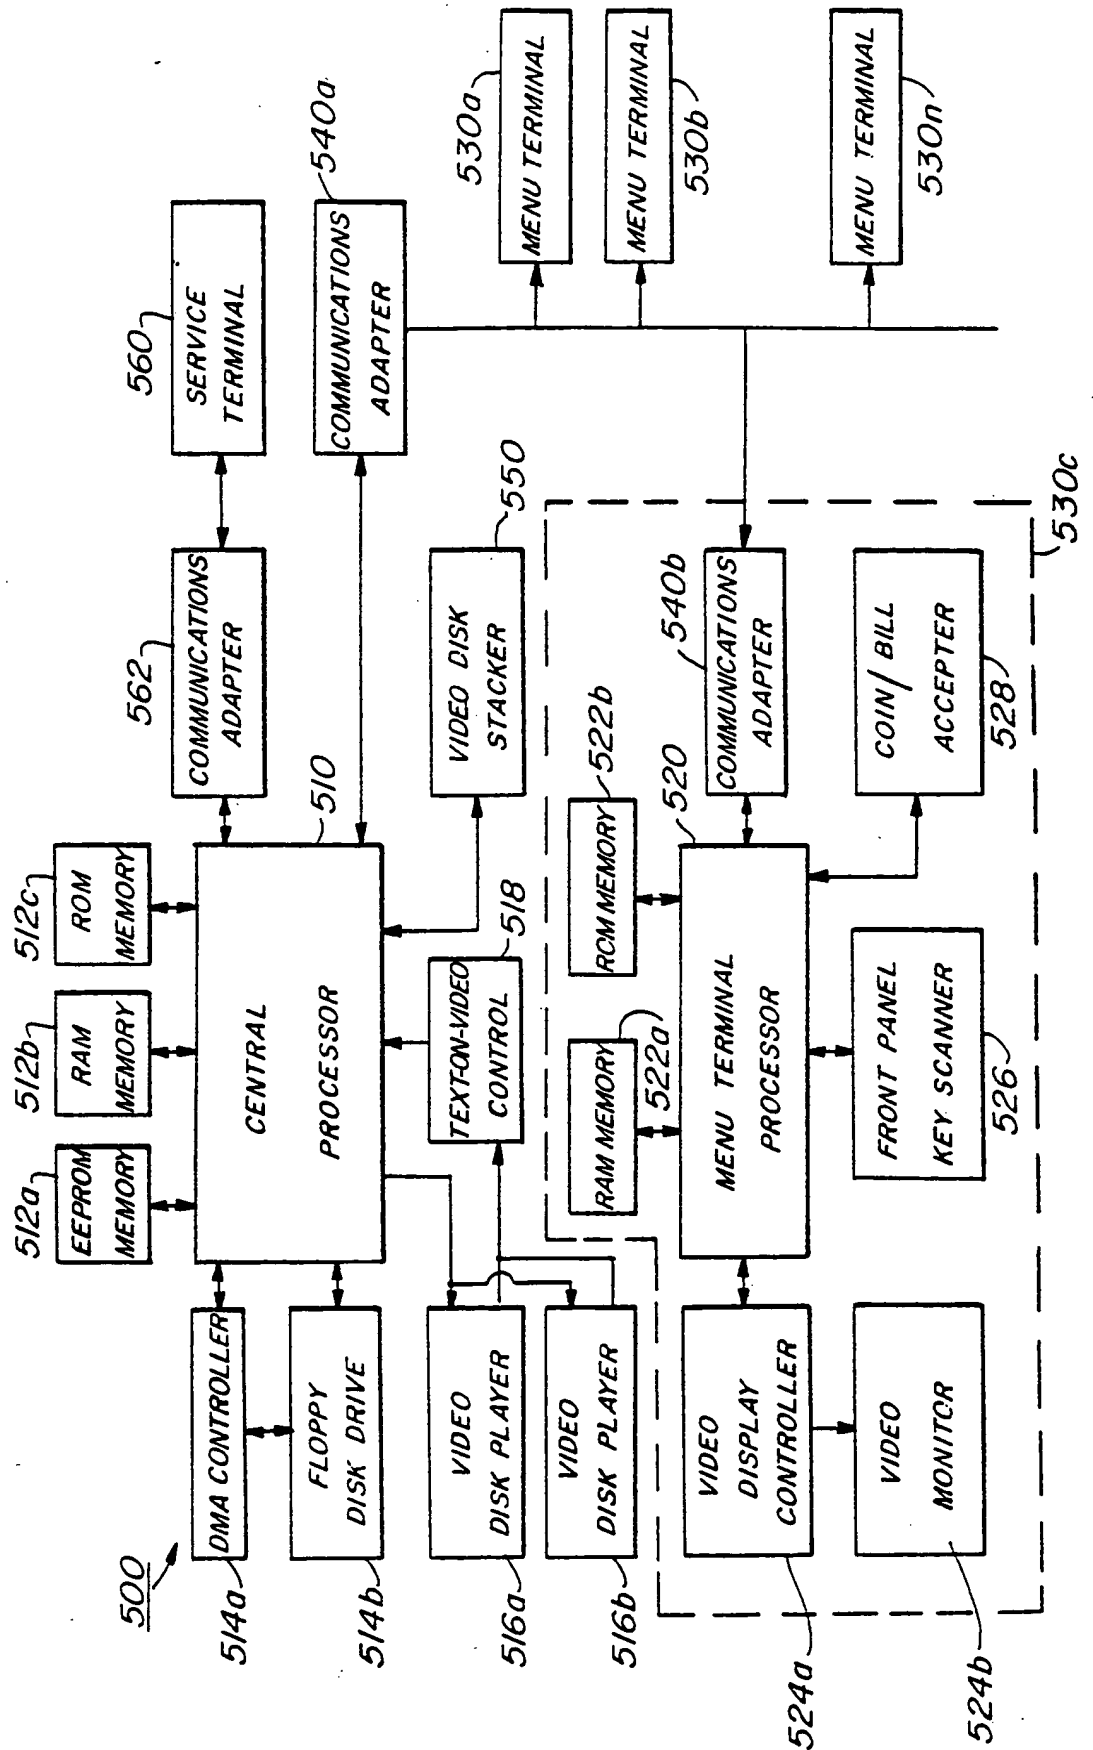 500
512a
EEPROM
MEMORY
512b
RAM
MEMORY
512c
ROM
MEMORY
562
COMMUNICATIONS
ADAPTER
560
SERVICE
TERMINAL
514a
DMA CONTROLLER
514b
FLOPPY
DISK DRIVE
CENTRAL
PROCESSOR
510
COMMUNICATIONS
ADAPTER
540a
516a
VIDEO
DISK PLAYER
516b
VIDEO
DISK PLAYER
TEXT-ON-VIDEO
CONTROL
518
VIDEO DISK
STACKER
550
530a
MENU TERMINAL
MENU TERMINAL
530b
MENU TERMINAL
530n
RAM MEMORY
522a
RCM MEMORY
522b
524a
VIDEO
DISPLAY
CONTROLLER
MENU TERMINAL
PROCESSOR
520
COMMUNICATIONS
ADAPTER
540b
524b
VIDEO
MONITOR
FRONT PANEL
KEY SCANNER
526
COIN/BILL
ACCEPTER
528
530c